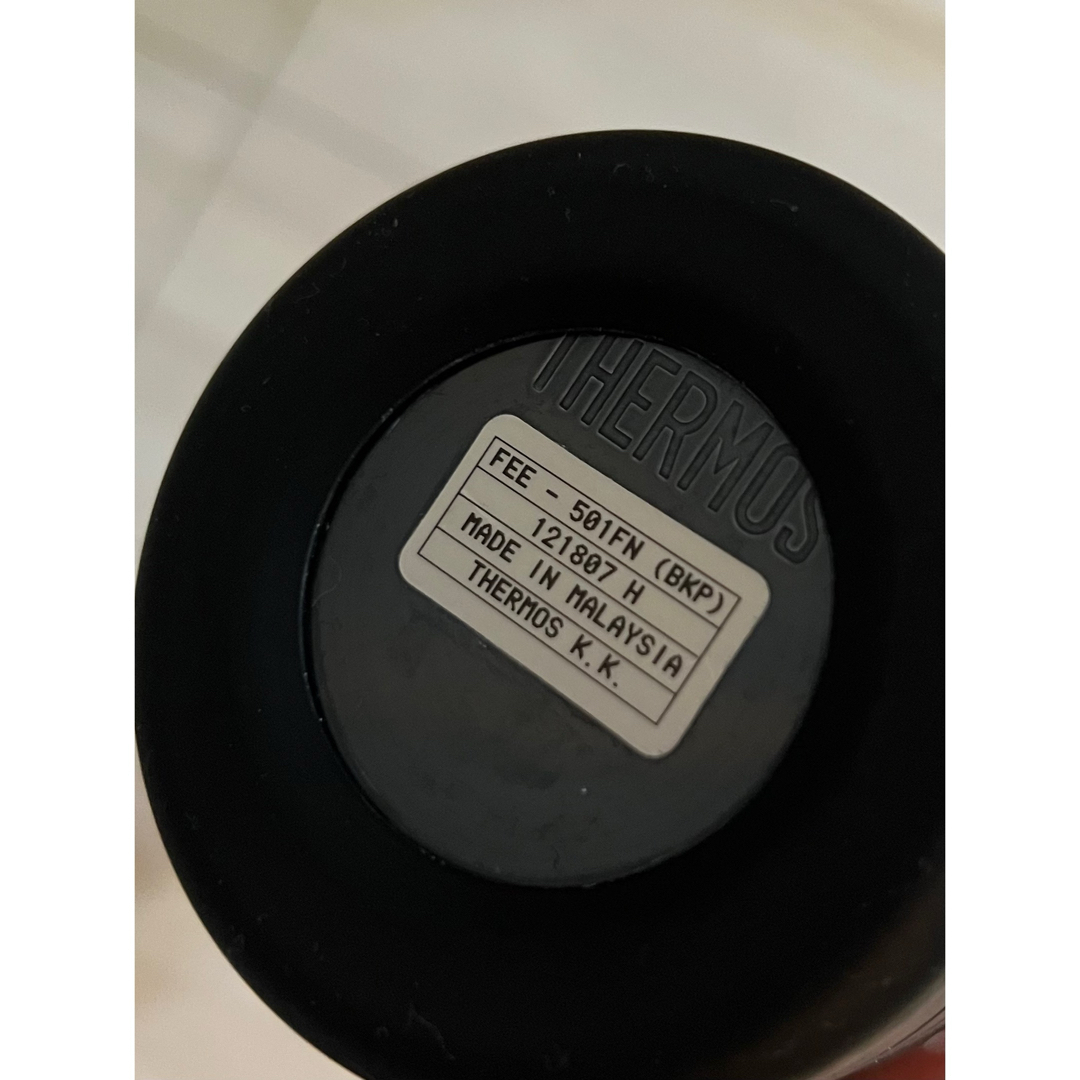 THERMOS
FEE - 501FN (BKP)
121807 H
MADE IN MALAYSIA
THERMOS K.K.